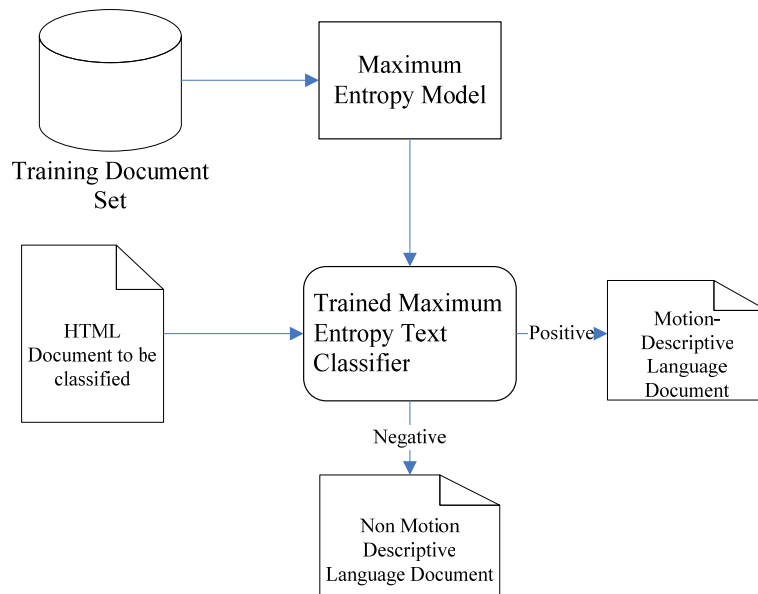 Maximum
Entropy Model
Training Document
Set
HTML
Document to be
classified
Trained Maximum
Entropy Text
Classifier
Positive
Motion-
Descriptive
Language
Document
Negative
Non Motion
Descriptive
Language Document